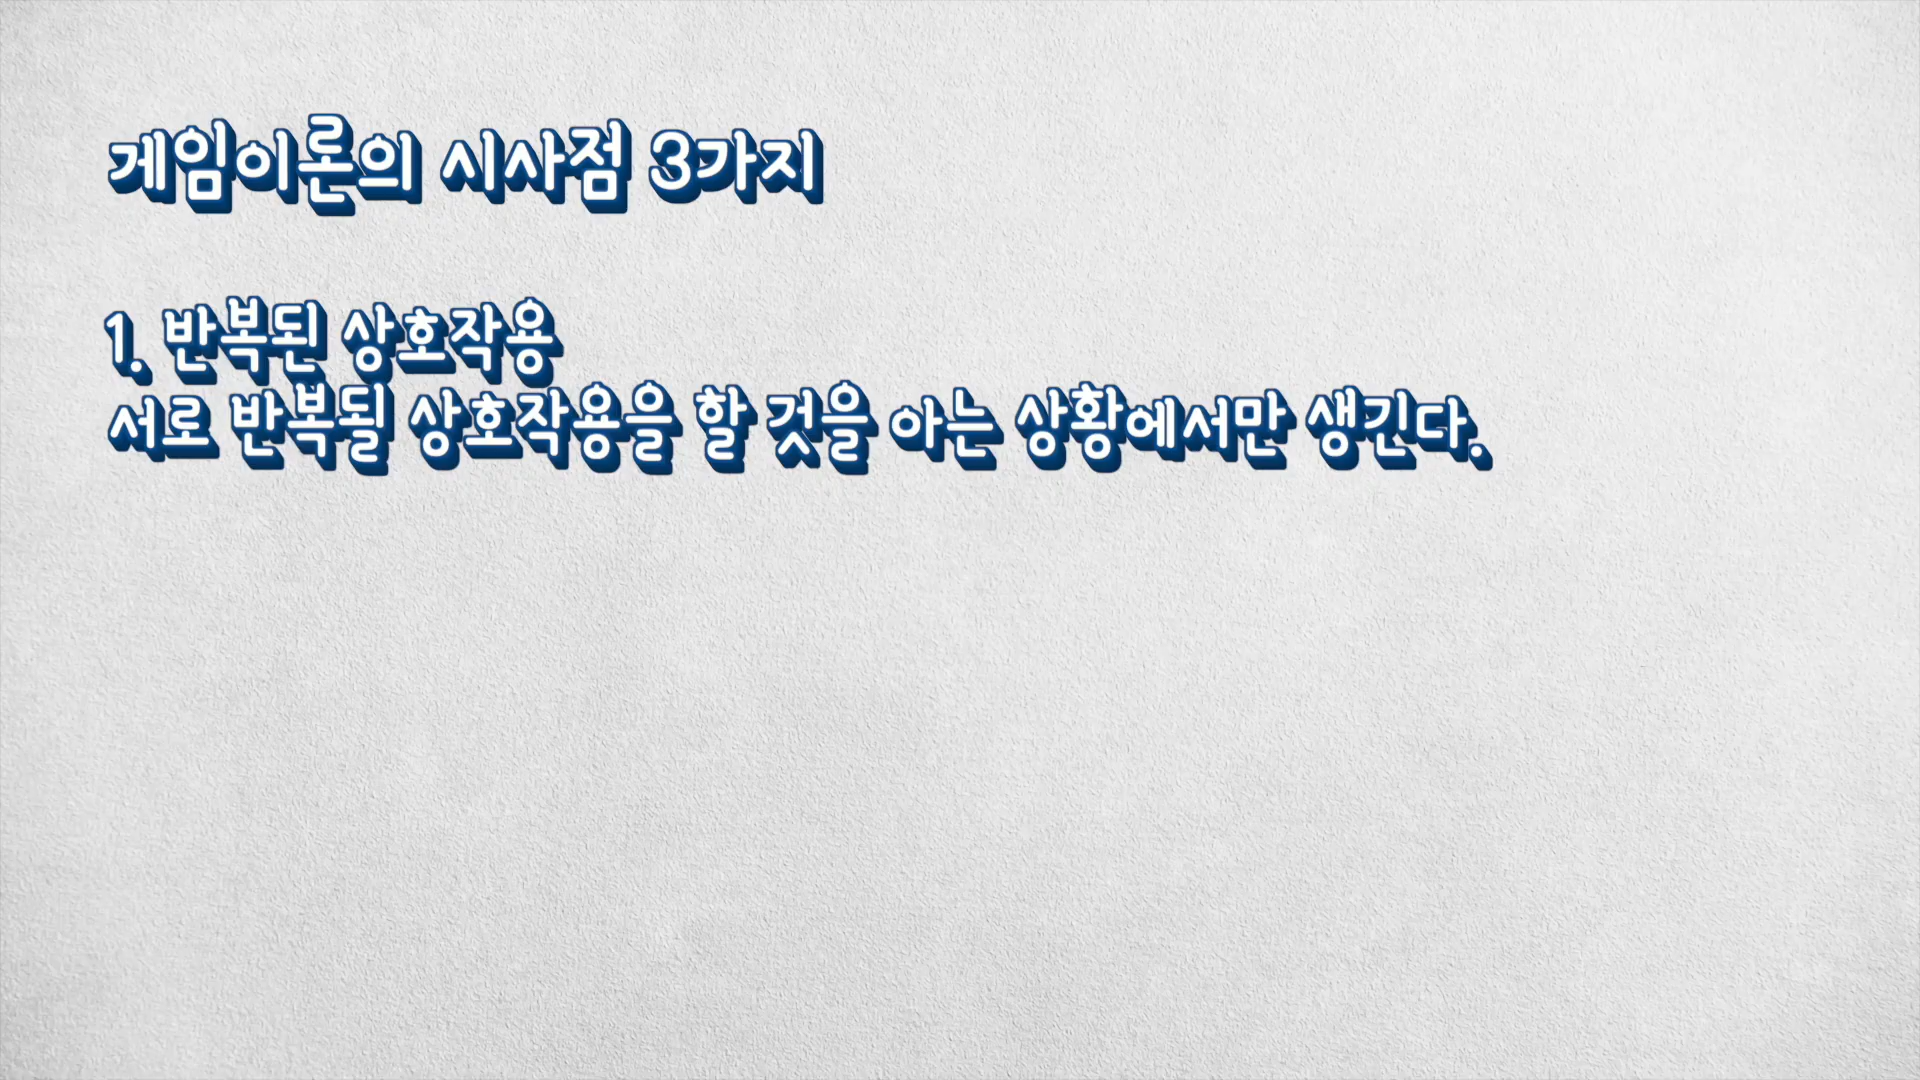 게임이론의 시사점 3가지
1. 반복된 상호작용
서로 반복될 상호작용을 할 것을 아는 상황에서만 생긴다.